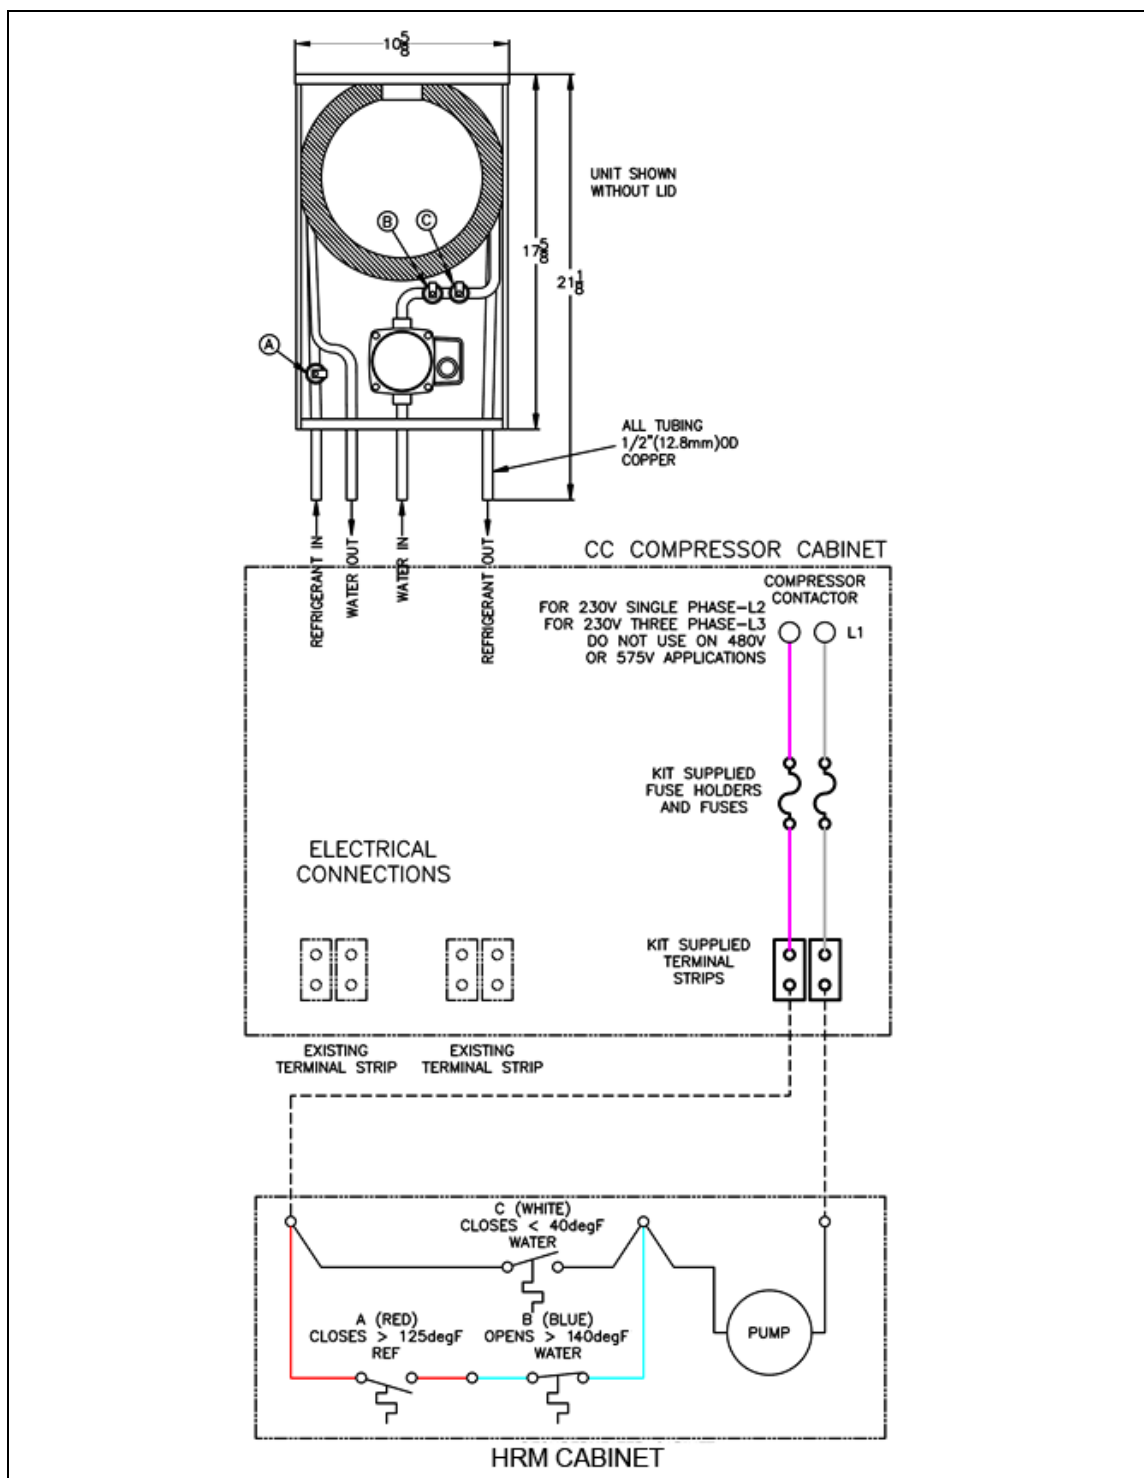 10 5/8
UNIT SHOWN
WITHOUT LID
B
C
17 5/8
21 1/8
A
ALL TUBING
1/2"(12.8mm)OD
COPPER
REFRIGERANT IN
WATER OUT
WATER IN
REFRIGERANT OUT
CC COMPRESSOR CABINET
COMPRESSOR
CONTACTOR
FOR 230V SINGLE PHASE-L2
FOR 230V THREE PHASE-L3
DO NOT USE ON 480V
OR 575V APPLICATIONS
L1
KIT SUPPLIED
FUSE HOLDERS
AND FUSES
ELECTRICAL
CONNECTIONS
KIT SUPPLIED
TERMINAL
STRIPS
EXISTING
TERMINAL STRIP
EXISTING
TERMINAL STRIP
C (WHITE)
CLOSES < 40degF
WATER
A (RED)
CLOSES > 125degF
REF
B (BLUE)
OPENS > 140degF
WATER
PUMP
HRM CABINET